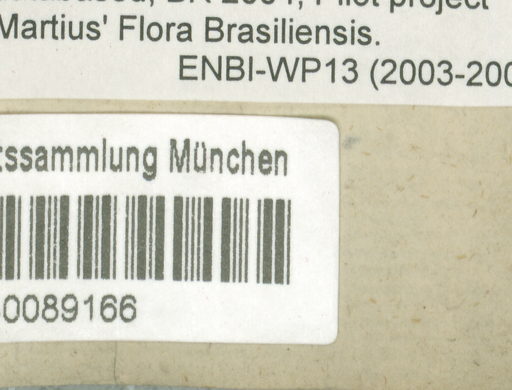 Martius' Flora Brasiliensis.
ENBI-WP13 (2003-200
tssammlung München
0089166